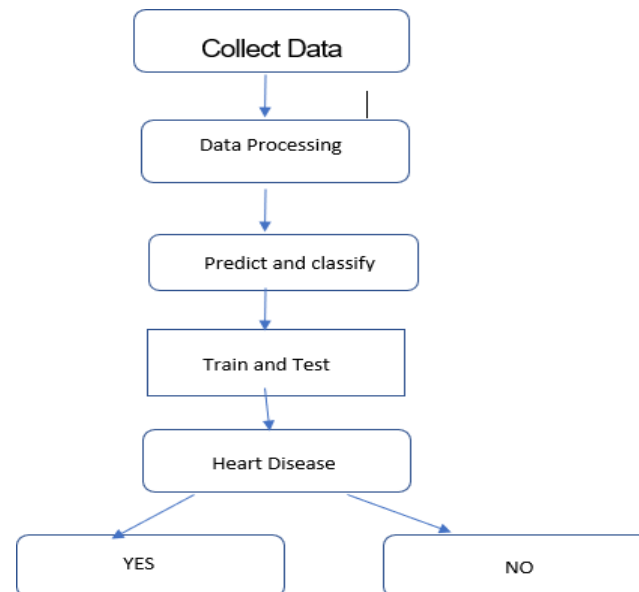 Collect Data
Data Processing
Predict and classify
Train and Test
Heart Disease
YES
NO